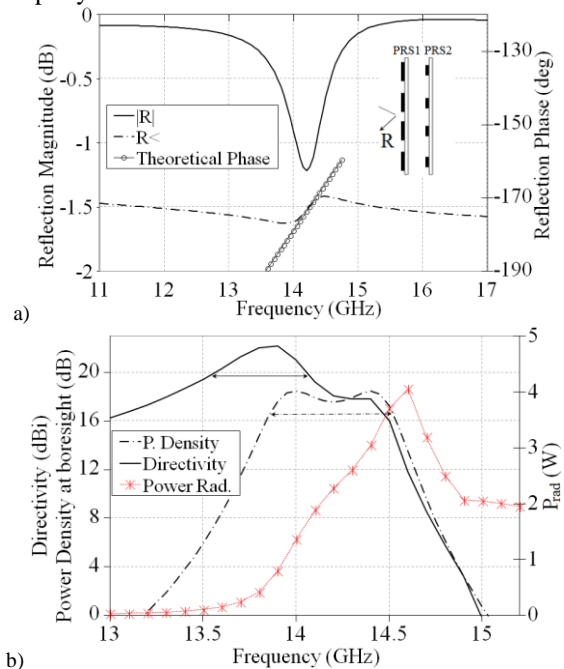 0
-0.5
-1
-1.5
-2
Reflection Magnitude (dB)
|R|
R<
Theoretical Phase
PRS1 PRS2
R
-130
-150
-170
-190
Reflection Phase (deg)
11 12 13 14 15 16 17
Frequency (GHz)
a)
20
16
12
8
4
0
Directivity (dBi)
Power Density at boresight (dB)
P. Density
Directivity
Power Rad.
5
4
3
2
1
0
P_rad (W)
13 13.5 14 14.5 15
Frequency (GHz)
b)